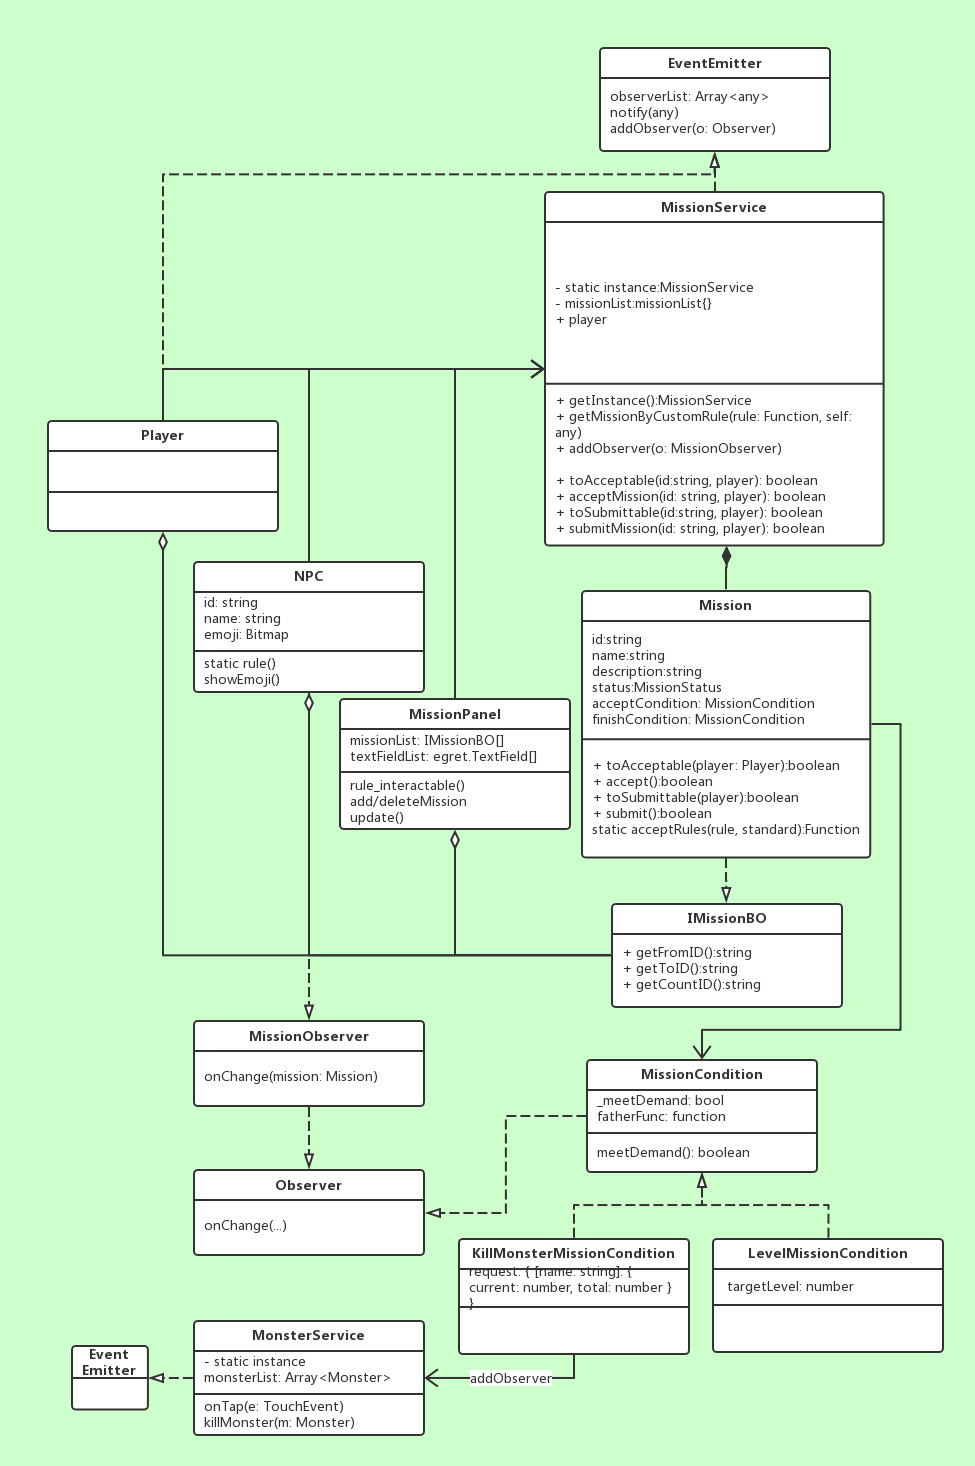 EventEmitter
observerList: Array<any>
notify(any)
addObserver(o: Observer)
MissionService
- static instance:MissionService
- missionList:missionList{}
+ player
+ getInstance():MissionService
+ getMissionByCustomRule(rule: Function, self:
any)
+ addObserver(o: MissionObserver)
+ toAcceptable(id:string, player): boolean
+ acceptMission(id: string, player): boolean
+ toSubmittable(id:string, player): boolean
+ submitMission(id: string, player): boolean
Player
NPC
id: string
name: string
emoji: Bitmap
static rule()
showEmoji()
MissionPanel
missionList: IMissionBO[]
textFieldList: egret.TextField[]
rule_interactable()
add/deleteMission
update()
Mission
id:string
name:string
description:string
status:MissionStatus
acceptCondition: MissionCondition
finishCondition: MissionCondition
+ toAcceptable(player: Player):boolean
+ accept():boolean
+ toSubmittable(player):boolean
+ submit():boolean
static acceptRules(rule, standard):Function
IMissionBO
+ getFromID():string
+ getToID():string
+ getCountID():string
MissionObserver
onChange(mission: Mission)
MissionCondition
_meetDemand: bool
fatherFunc: function
meetDemand(): boolean
Observer
onChange(...)
KillMonsterMissionCondition
request: { [name: string]: {
current: number, total: number }
}
LevelMissionCondition
targetLevel: number
MonsterService
- static instance
monsterList: Array<Monster>
onTap(e: TouchEvent)
killMonster(m: Monster)
Event
Emitter
addObserver